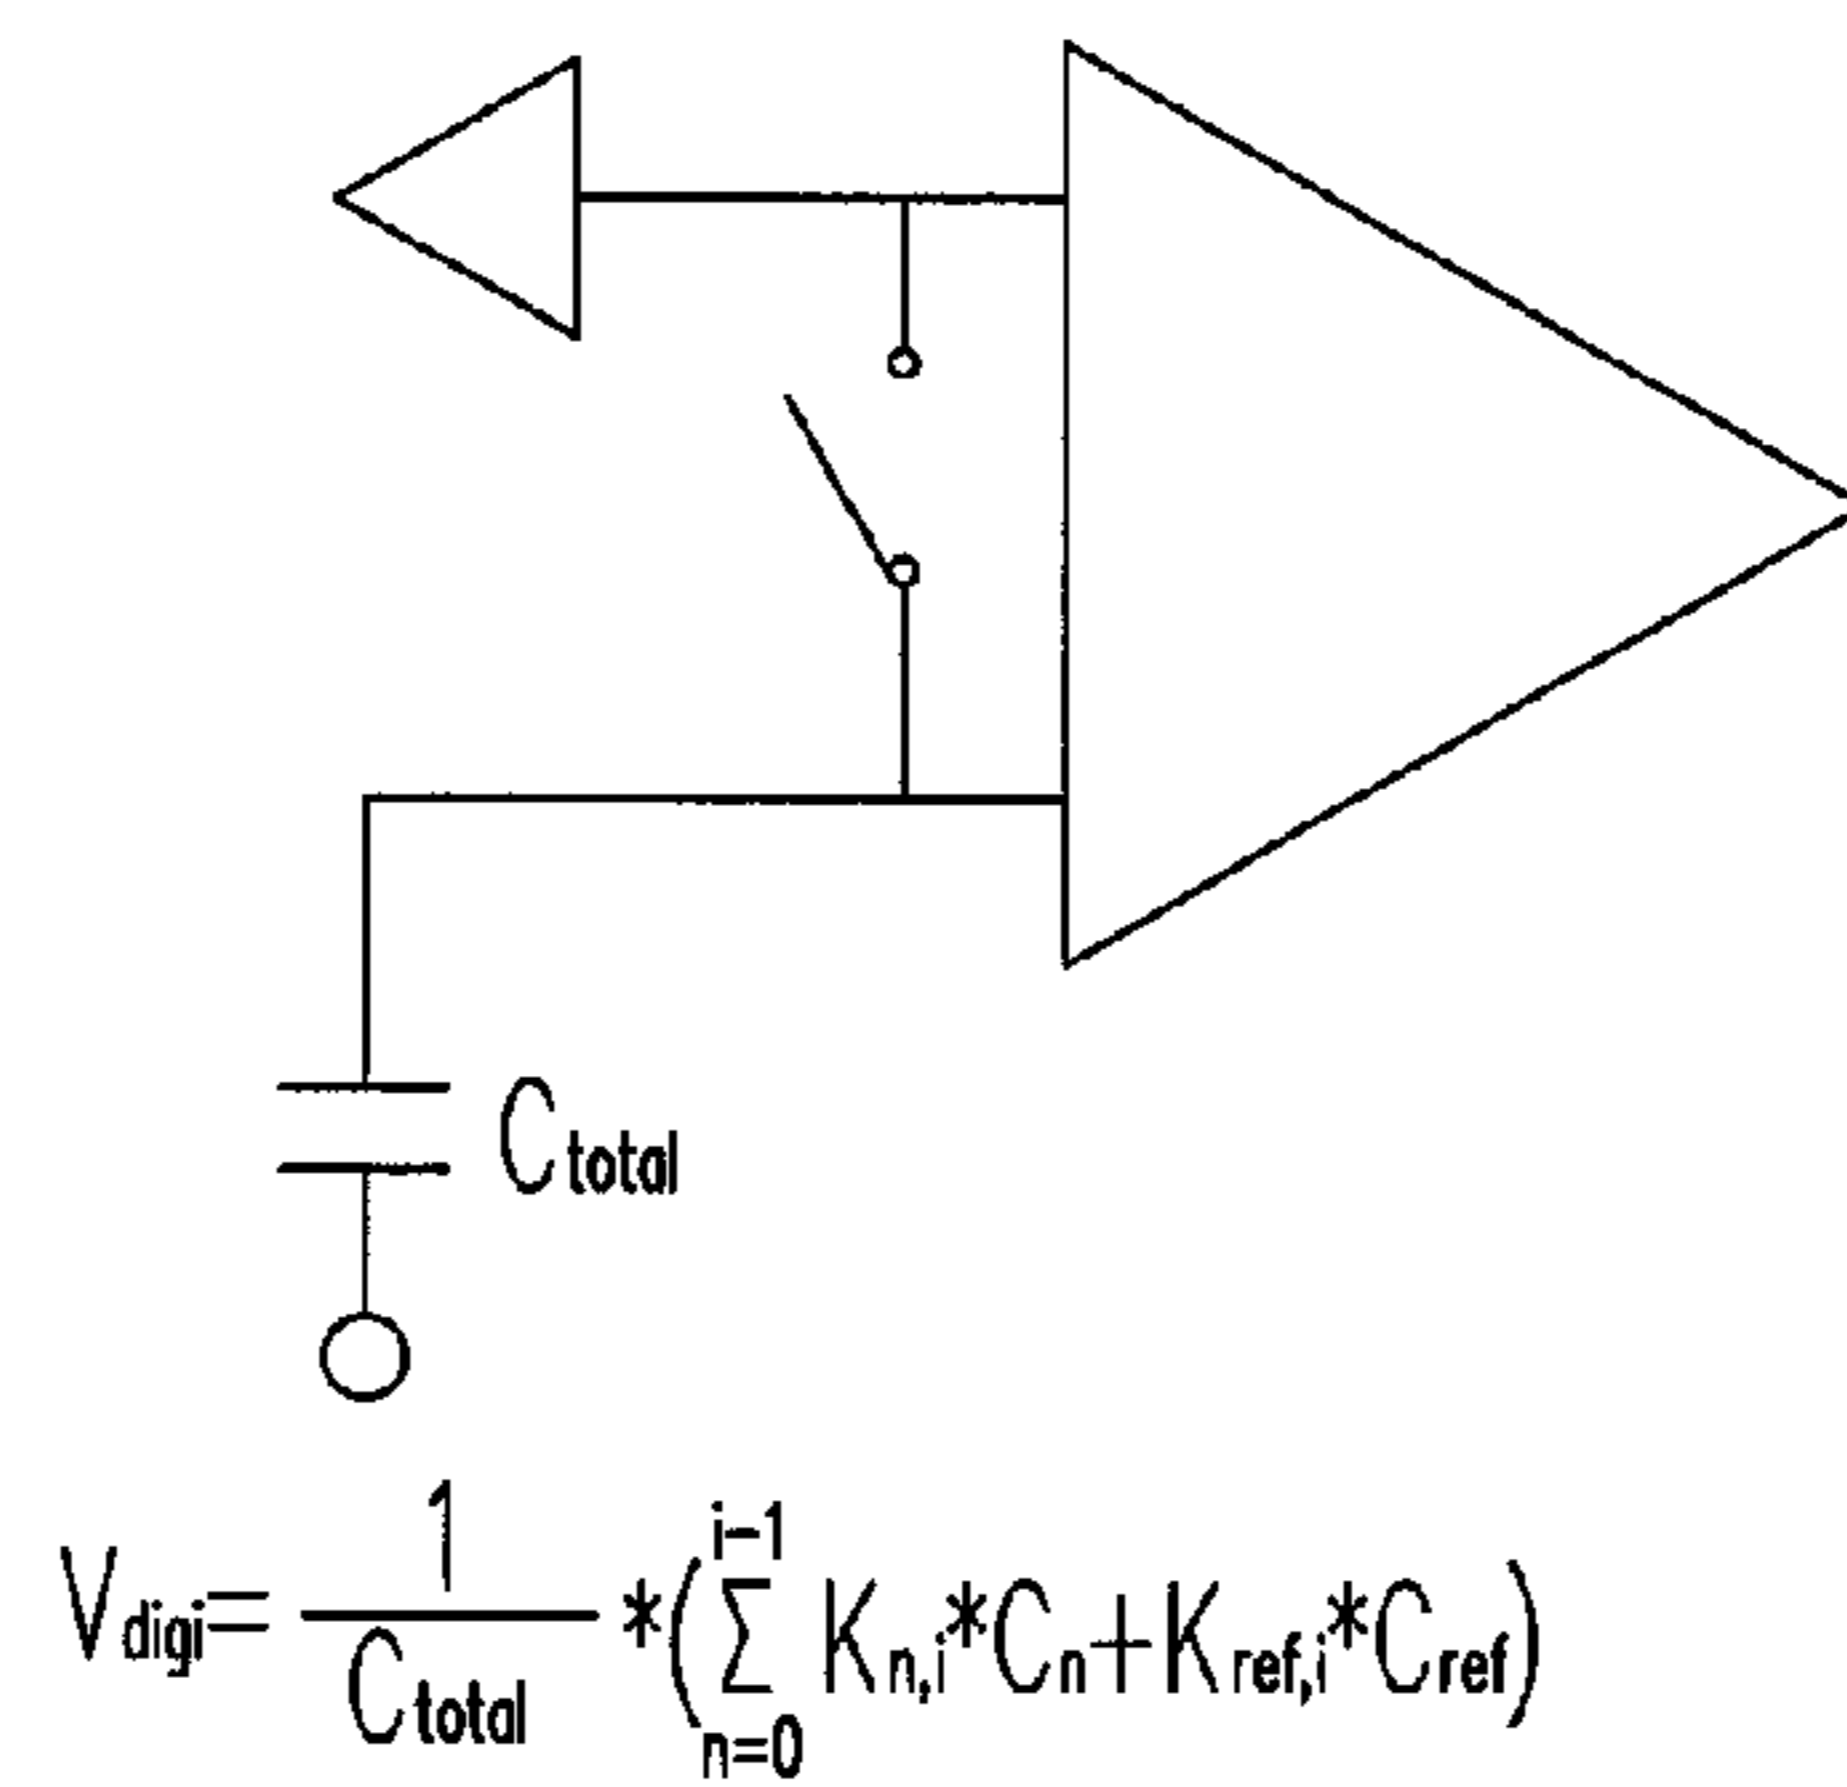 Ctotal
Vdigi= 1/Ctotal *(∑ i-1 n=0 Kn,i*Cn+Kref,i*Cref)